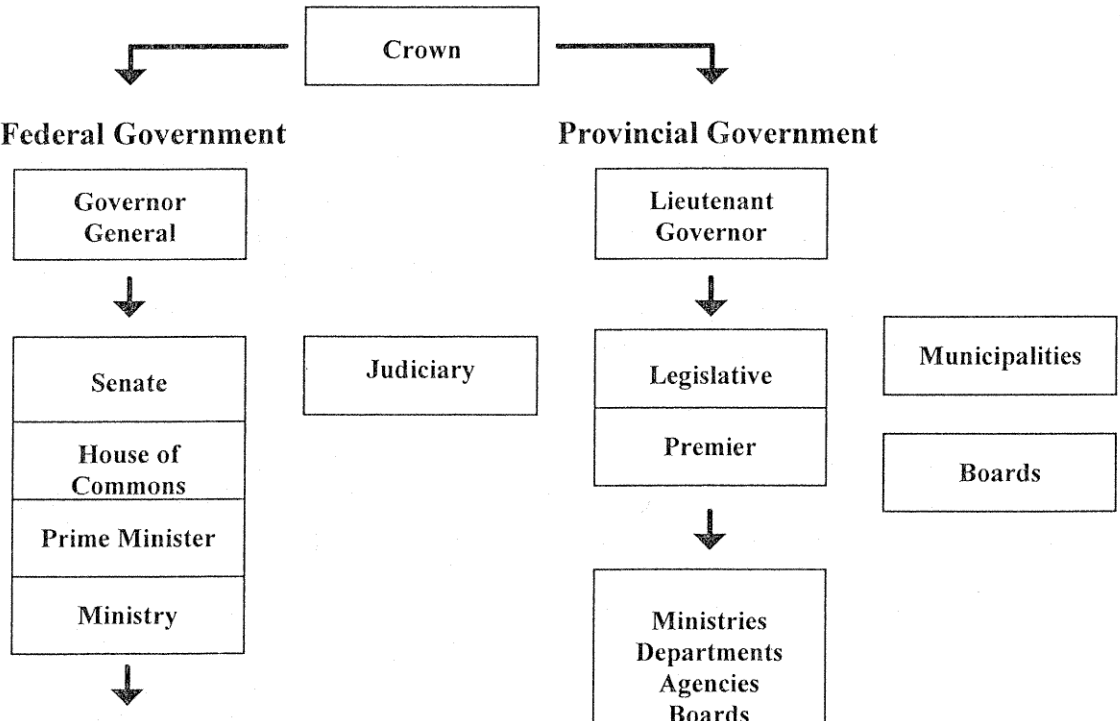 Crown
Federal Government
Governor
General
Senate
House of
Commons
Prime Minister
Ministry
Judiciary
Provincial Government
Lieutenant
Governor
Legislative
Premier
Ministries
Departments
Agencies
Boards
Municipalities
Boards